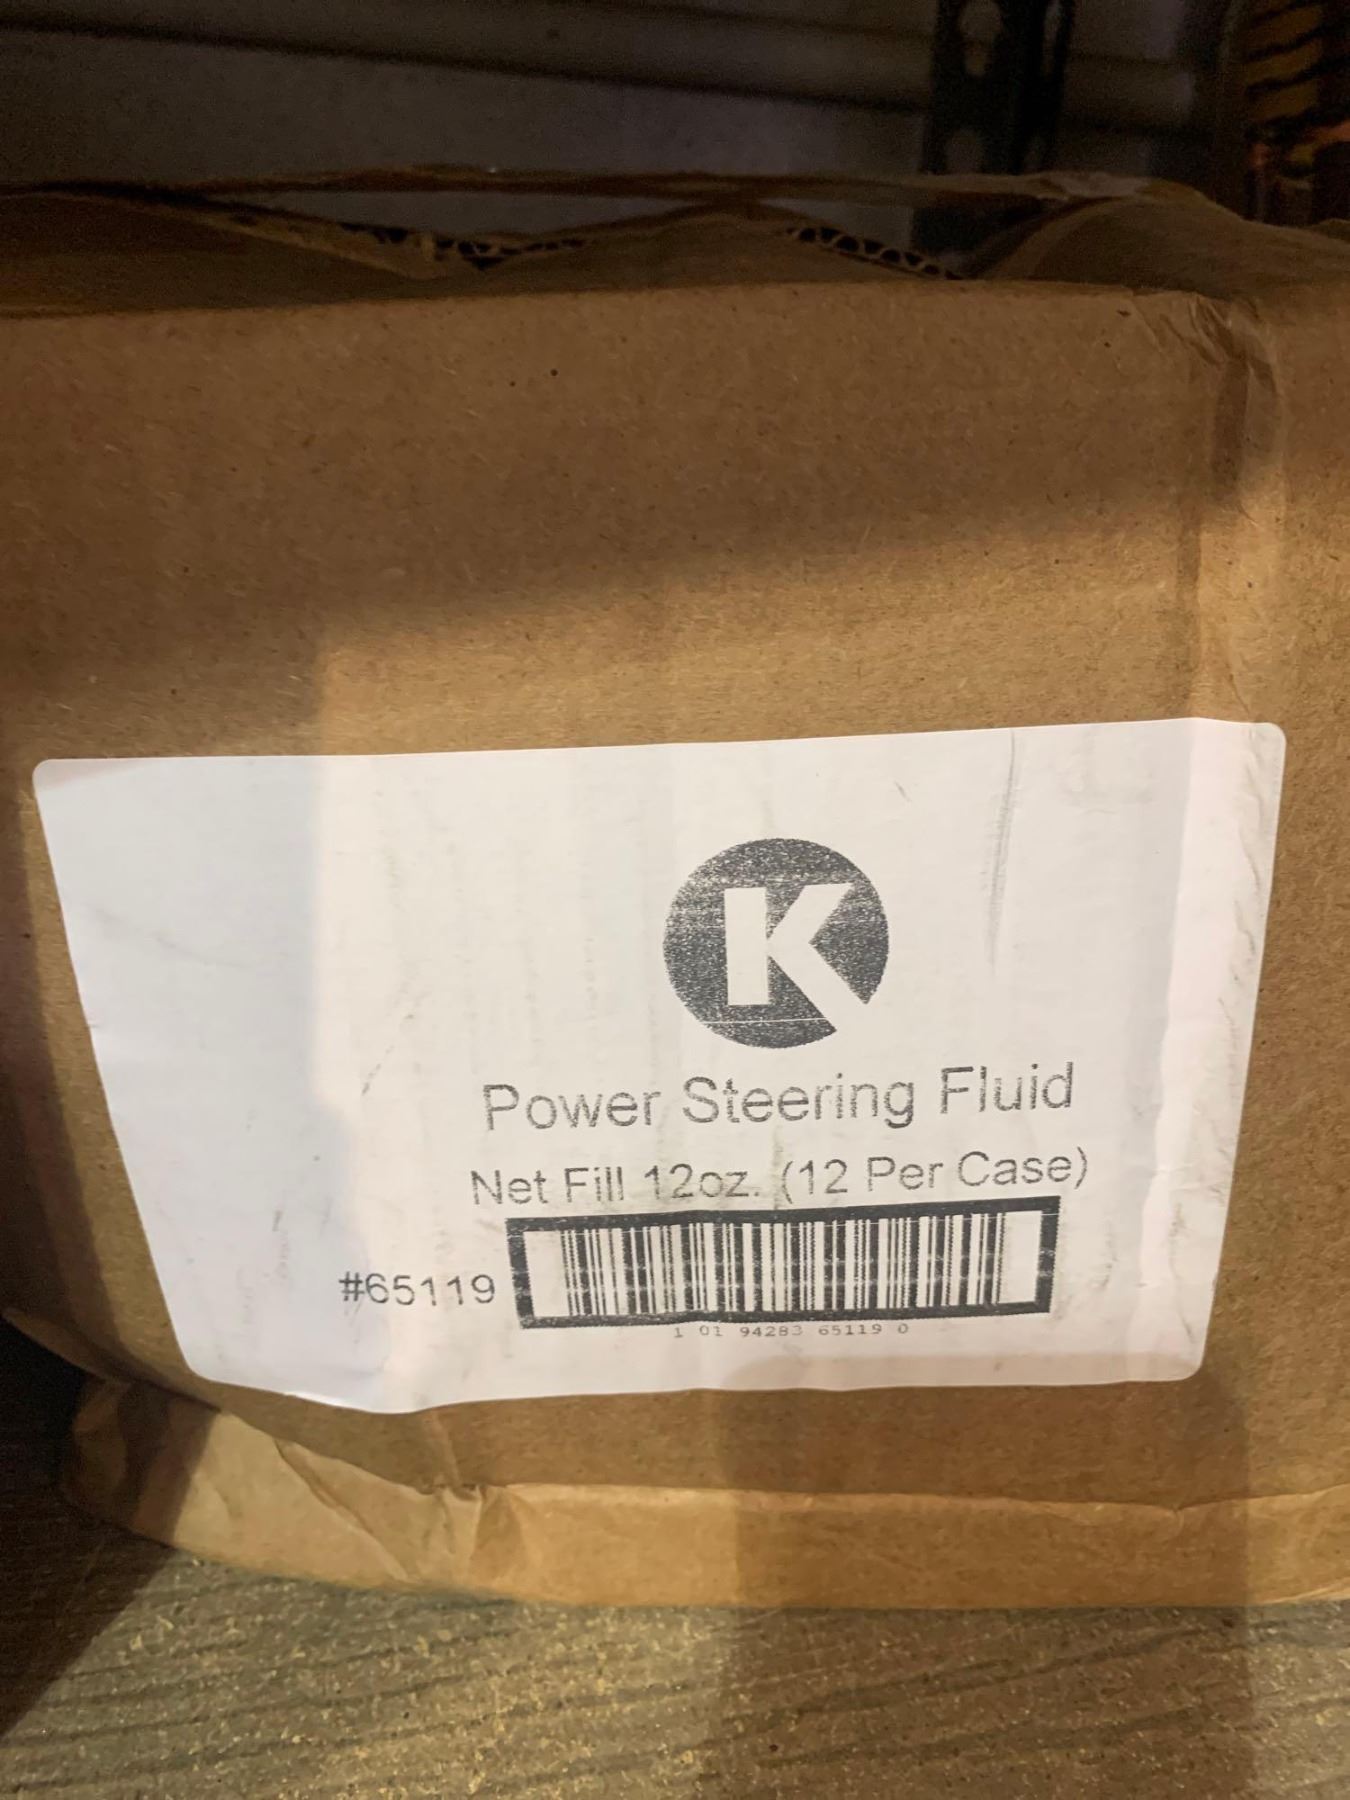 K
Power Steering Fluid
Net Fill 12oz. (12 Per Case)
#65119
1 01 94283 65119 0